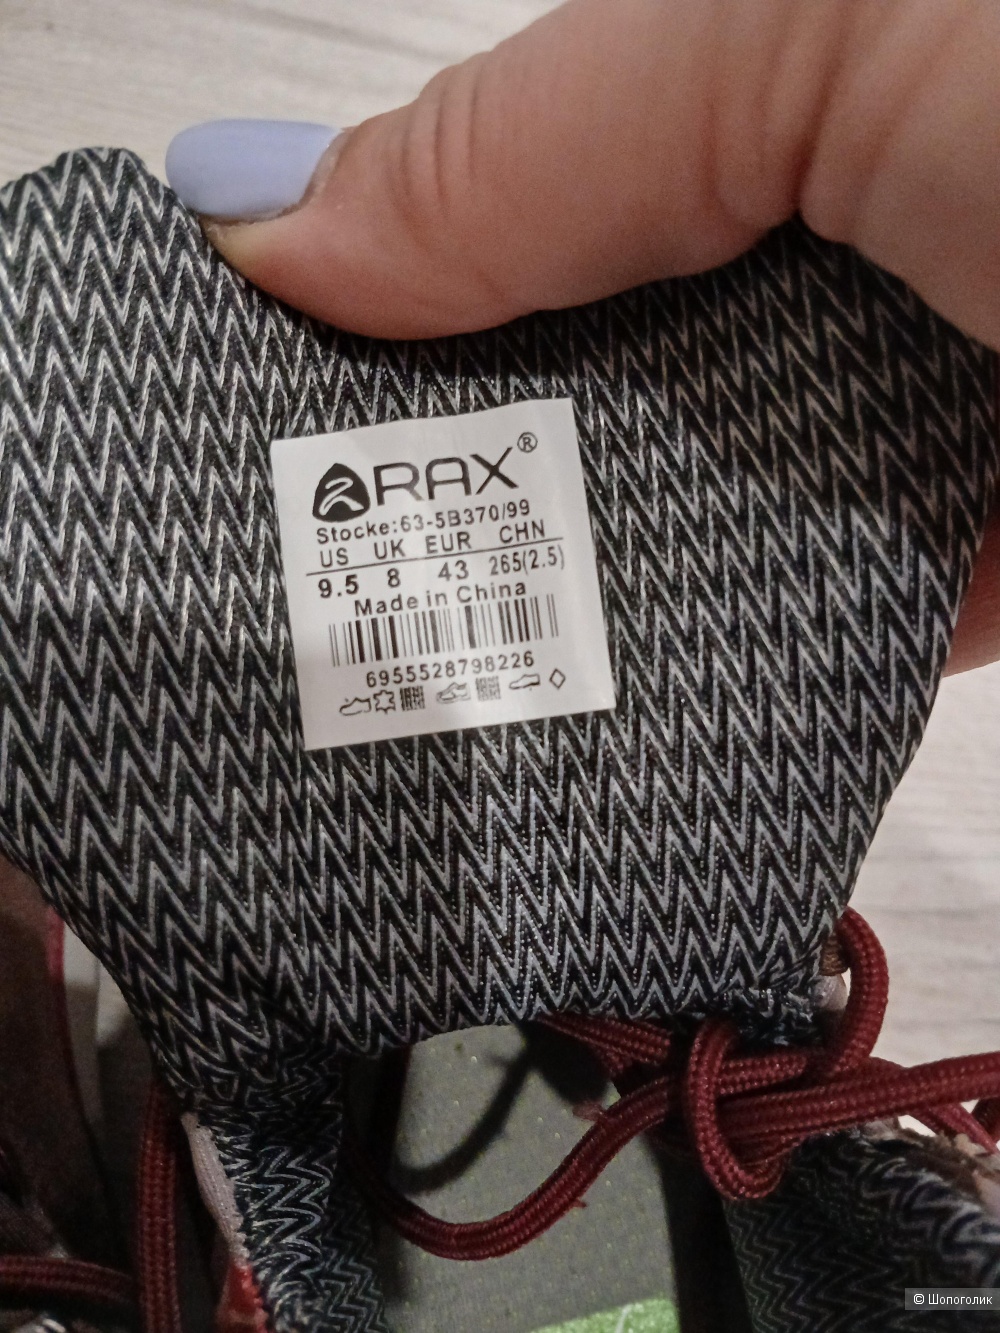 RAX®
Stocke:63-5B370/99
US UK EUR CHN
9.5 8 43 265(2.5)
Made in China
6955528798226
© Шопоголик